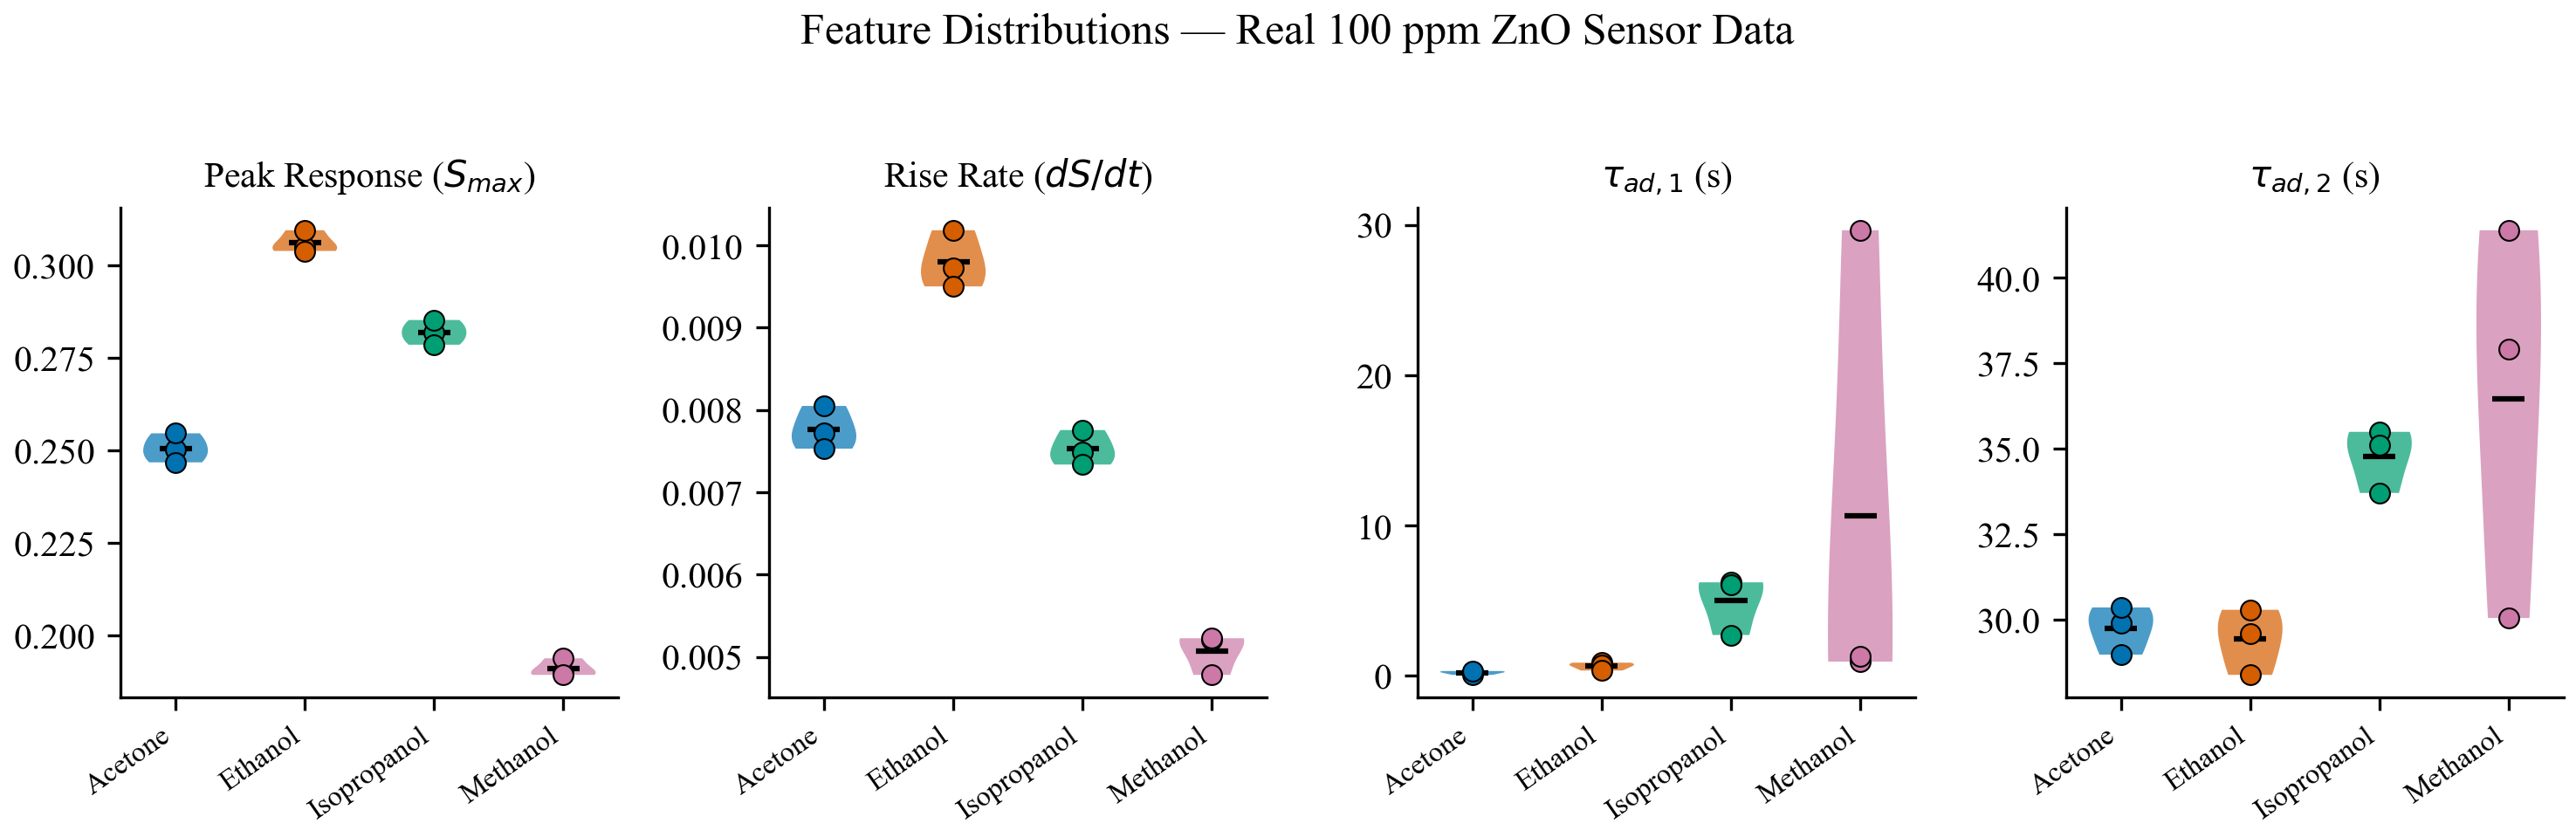 Feature Distributions — Real 100 ppm ZnO Sensor Data
Peak Response (S_max)
0.300
0.275
0.250
0.225
0.200
Acetone
Ethanol
Isopropanol
Methanol
Rise Rate (dS/dt)
0.010
0.009
0.008
0.007
0.006
0.005
Acetone
Ethanol
Isopropanol
Methanol
τ_ad, 1 (s)
30
20
10
0
Acetone
Ethanol
Isopropanol
Methanol
τ_ad, 2 (s)
40.0
37.5
35.0
32.5
30.0
Acetone
Ethanol
Isopropanol
Methanol